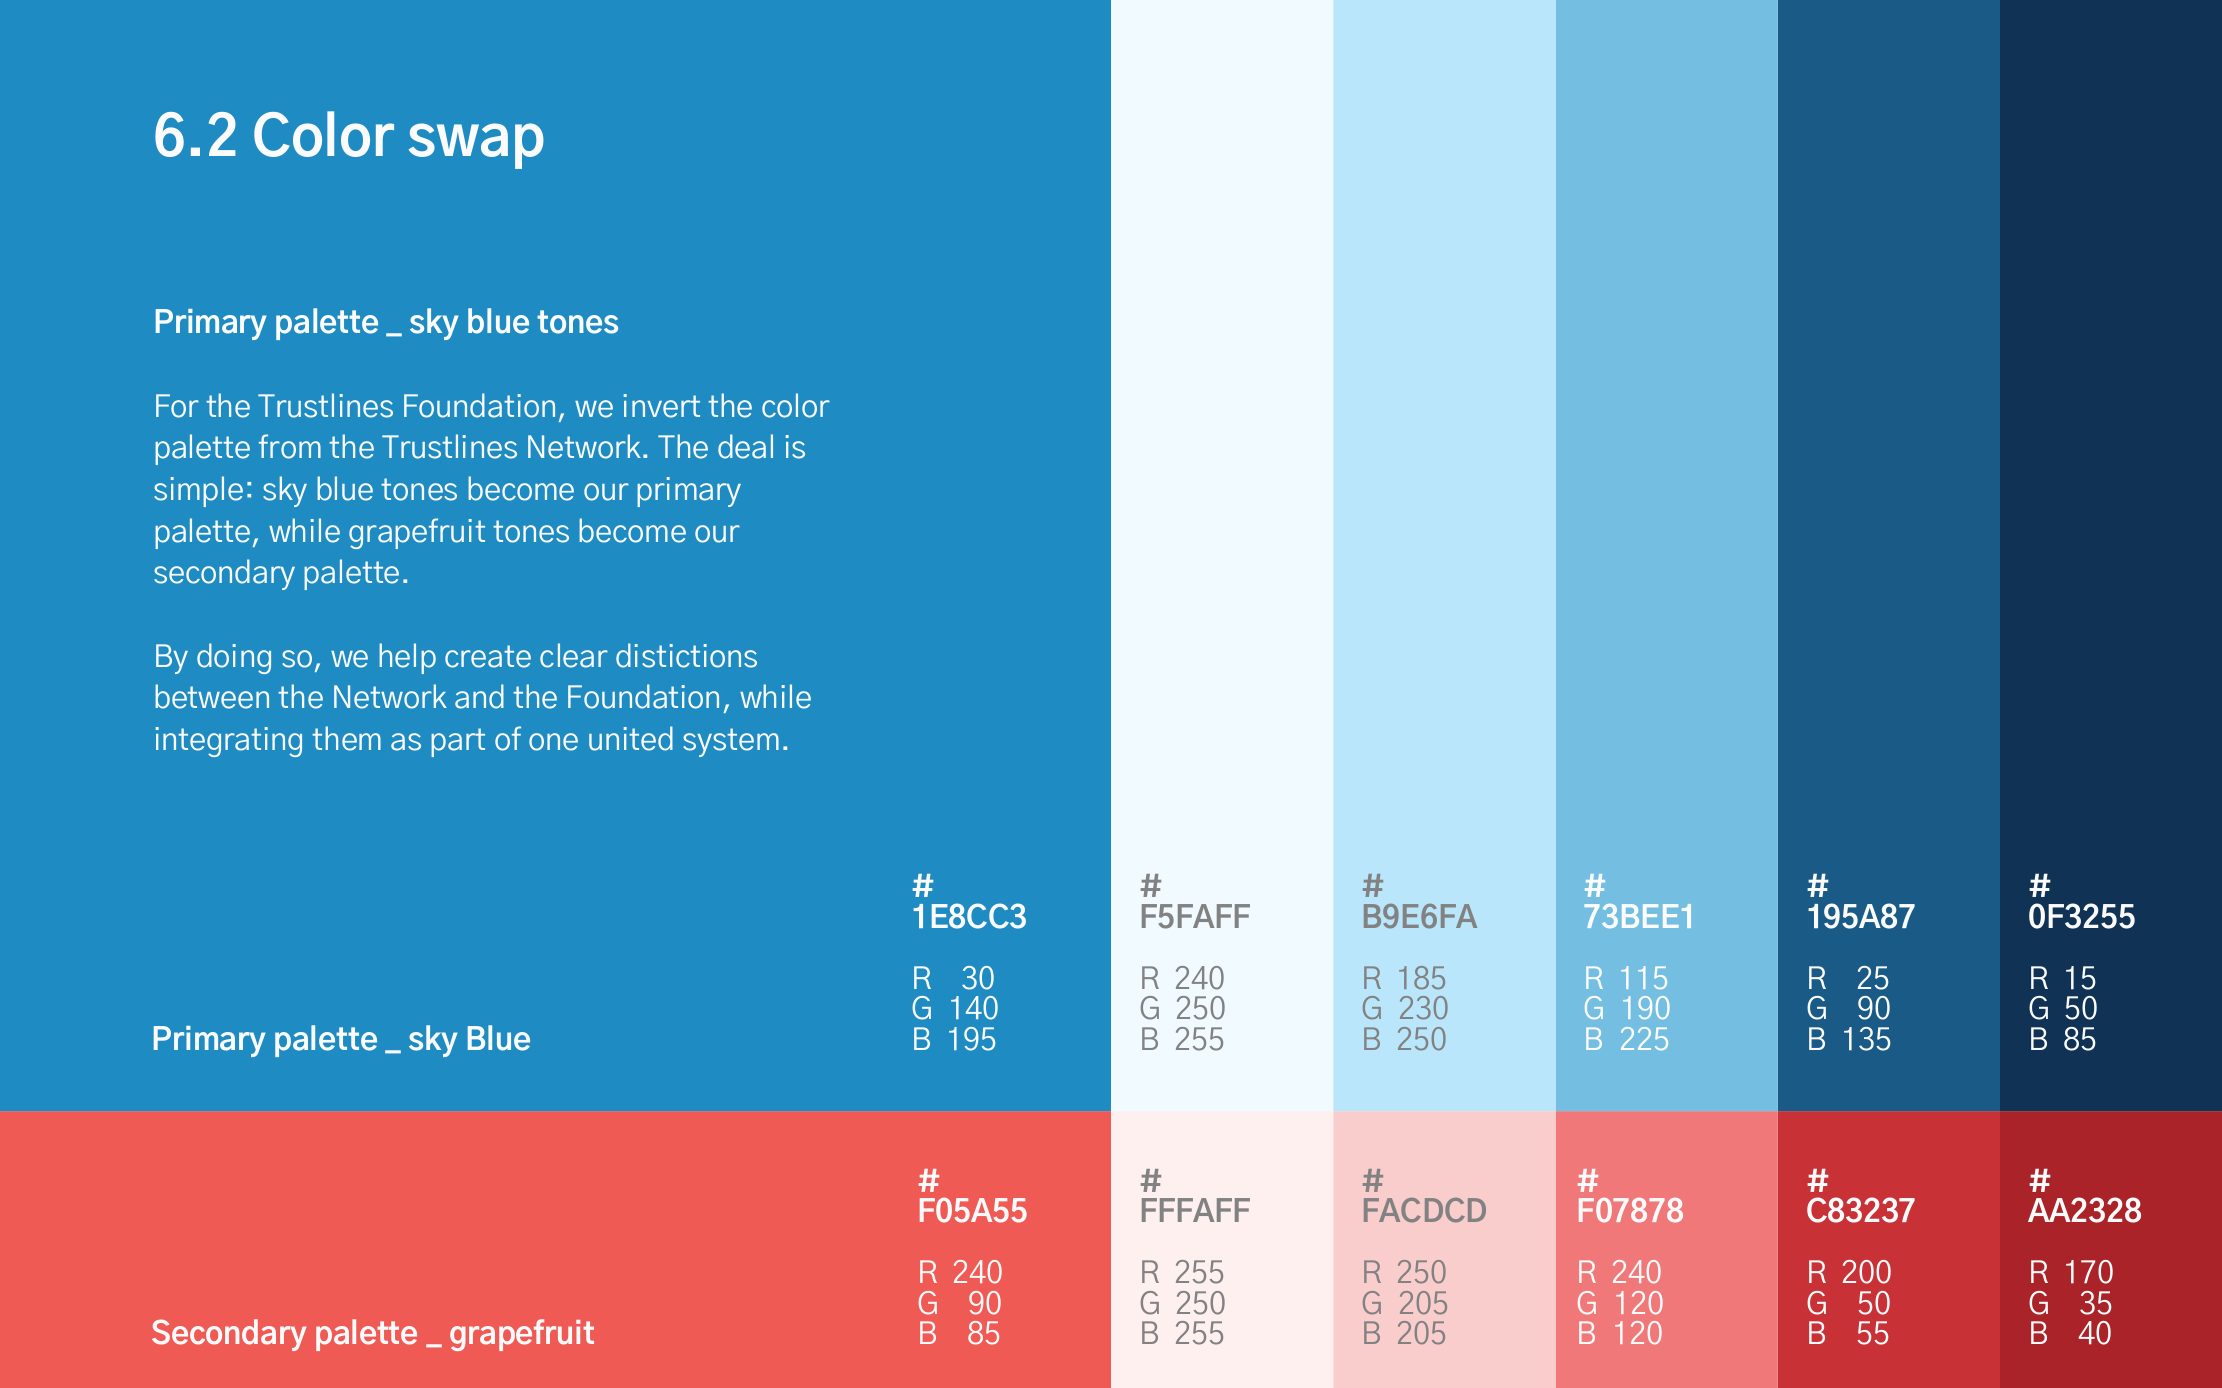 6.2 Color swap
Primary palette _ sky blue tones
For the Trustlines Foundation, we invert the color
palette from the Trustlines Network. The deal is
simple: sky blue tones become our primary
palette, while grapefruit tones become our
secondary palette.
By doing so, we help create clear distictions
between the Network and the Foundation, while
integrating them as part of one united system.
Primary palette _ sky Blue
#
1E8CC3
R 30
G 140
B 195
#
F5FAFF
R 240
G 250
B 255
#
B9E6FA
R 185
G 230
B 250
#
73BEE1
R 115
G 190
B 225
#
195A87
R 25
G 90
B 135
#
0F3255
R 15
G 50
B 85
Secondary palette _ grapefruit
#
F05A55
R 240
G 90
B 85
#
FFFAFF
R 255
G 250
B 255
#
FACDCD
R 250
G 205
B 205
#
F07878
R 240
G 120
B 120
#
C83237
R 200
G 50
B 55
#
AA2328
R 170
G 35
B 40